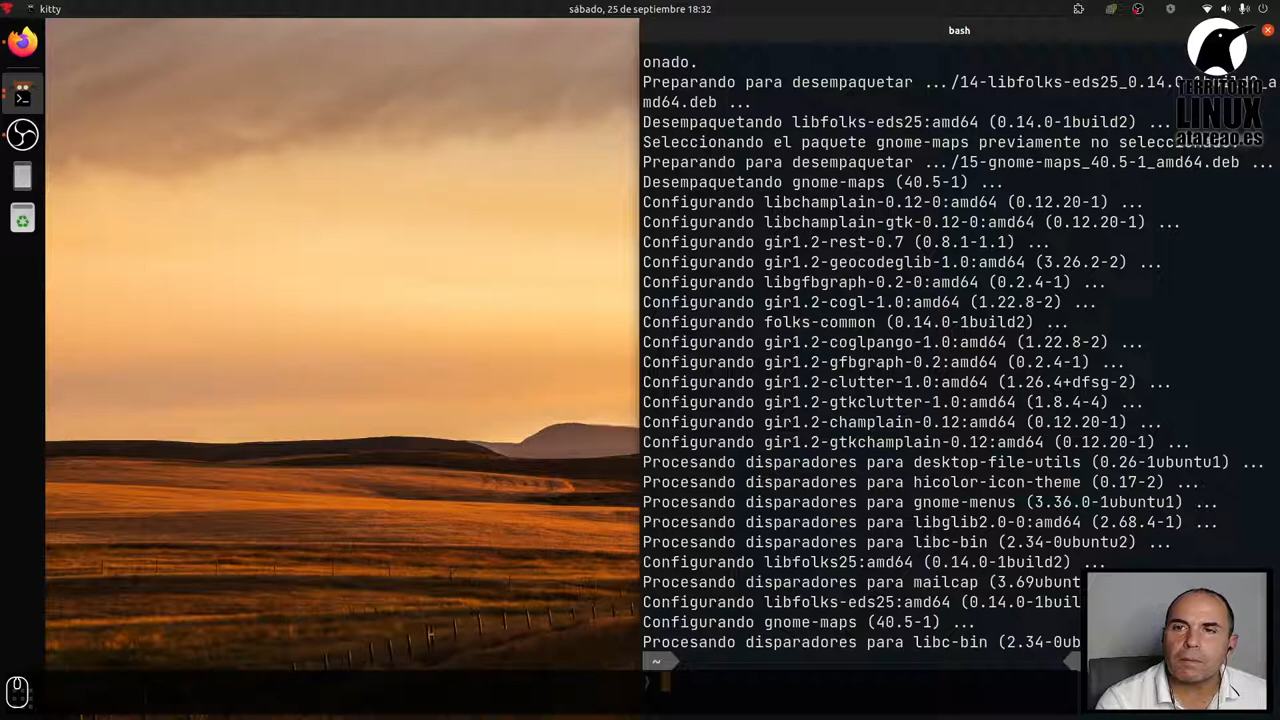 kitty
sábado, 25 de septiembre 18:32
bash
TERRITORIO
LINUX
atareao.es
onado.
Preparando para desempaquetar .../14-libfolks-eds25_0.14.0-1build2_a
md64.deb ...
Desempaquetando libfolks-eds25:amd64 (0.14.0-1build2) ...
Seleccionando el paquete gnome-maps previamente no
Preparando para desempaquetar .../15-gnome-maps_40.5-1_amd64.deb ...
Desempaquetando gnome-maps (40.5-1) ...
Configurando libchamplain-0.12-0:amd64 (0.12.20-1) ...
Configurando libchamplain-gtk-0.12-0:amd64 (0.12.20-1) ...
Configurando gir1.2-rest-0.7 (0.8.1-1.1) ...
Configurando gir1.2-geocodeglib-1.0:amd64 (3.26.2-2) ...
Configurando libgfbgraph-0.2-0:amd64 (0.2.4-1) ...
Configurando gir1.2-cogl-1.0:amd64 (1.22.8-2) ...
Configurando folks-common (0.14.0-1build2) ...
Configurando gir1.2-coglpango-1.0:amd64 (1.22.8-2) ...
Configurando gir1.2-gfbgraph-0.2:amd64 (0.2.4-1) ...
Configurando gir1.2-clutter-1.0:amd64 (1.26.4+dfsg-2) ...
Configurando gir1.2-gtkclutter-1.0:amd64 (1.8.4-4) ...
Configurando gir1.2-champlain-0.12:amd64 (0.12.20-1) ...
Configurando gir1.2-gtkchamplain-0.12:amd64 (0.12.20-1) ...
Procesando disparadores para desktop-file-utils (0.26-1ubuntu1) ...
Procesando disparadores para hicolor-icon-theme (0.17-2) ...
Procesando disparadores para gnome-menus (3.36.0-1ubuntu1) ...
Procesando disparadores para libglib2.0-0:amd64 (2.68.4-1) ...
Procesando disparadores para libc-bin (2.34-0ubuntu2) ...
Configurando libfolks25:amd64 (0.14.0-1build2) ...
Procesando disparadores para mailcap (3.69ubunt
Configurando libfolks-eds25:amd64 (0.14.0-1buil
Configurando gnome-maps (40.5-1) ...
Procesando disparadores para libc-bin (2.34-0ub
~